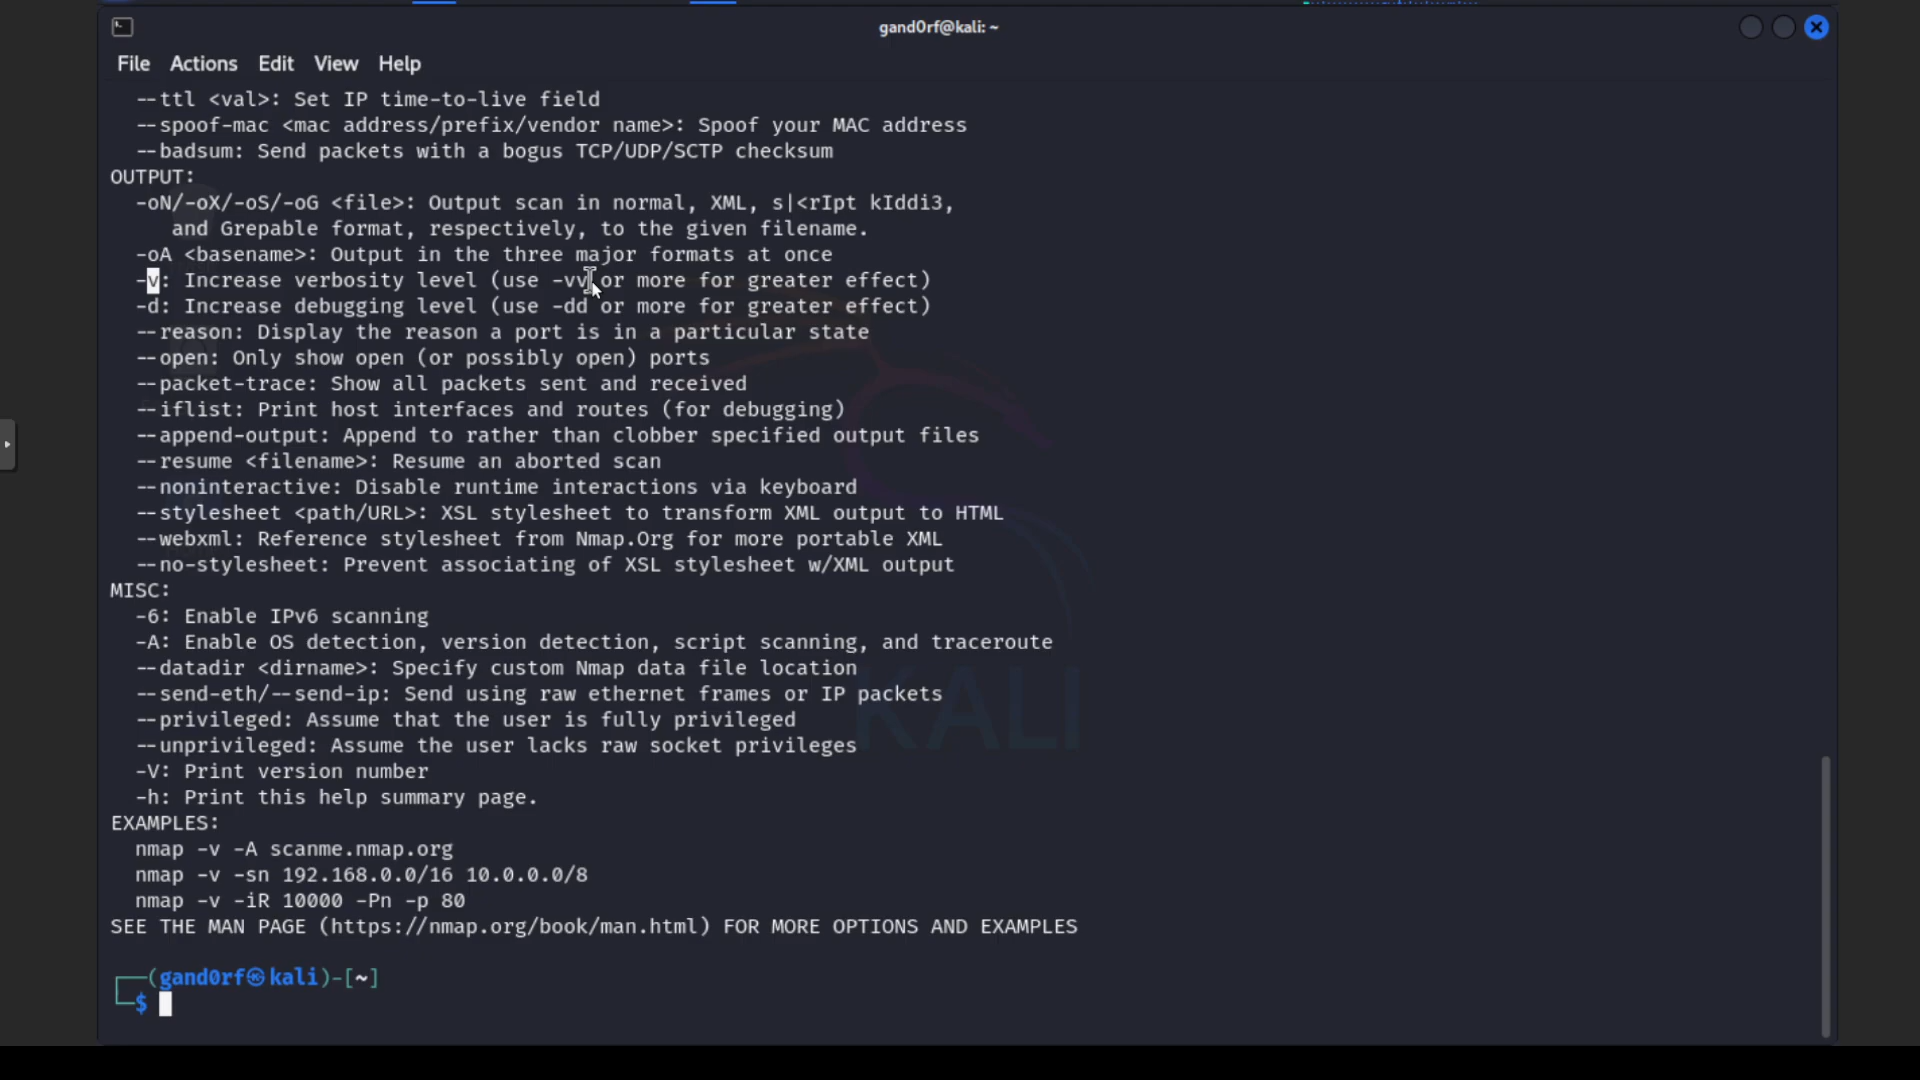 gand0rf@kali: ~
File Actions Edit View Help
--ttl <val>: Set IP time-to-live field
--spoof-mac <mac address/prefix/vendor name>: Spoof your MAC address
--badsum: Send packets with a bogus TCP/UDP/SCTP checksum
OUTPUT:
-oN/-oX/-oS/-oG <file>: Output scan in normal, XML, s|<rIpt kIddi3,
and Grepable format, respectively, to the given filename.
-oA <basename>: Output in the three major formats at once
-v: Increase verbosity level (use -vv or more for greater effect)
-d: Increase debugging level (use -dd or more for greater effect)
--reason: Display the reason a port is in a particular state
--open: Only show open (or possibly open) ports
--packet-trace: Show all packets sent and received
--iflist: Print host interfaces and routes (for debugging)
--append-output: Append to rather than clobber specified output files
--resume <filename>: Resume an aborted scan
--noninteractive: Disable runtime interactions via keyboard
--stylesheet <path/URL>: XSL stylesheet to transform XML output to HTML
--webxml: Reference stylesheet from Nmap.Org for more portable XML
--no-stylesheet: Prevent associating of XSL stylesheet w/XML output
MISC:
-6: Enable IPv6 scanning
-A: Enable OS detection, version detection, script scanning, and traceroute
--datadir <dirname>: Specify custom Nmap data file location
--send-eth/--send-ip: Send using raw ethernet frames or IP packets
--privileged: Assume that the user is fully privileged
--unprivileged: Assume the user lacks raw socket privileges
-V: Print version number
-h: Print this help summary page.
EXAMPLES:
nmap -v -A scanme.nmap.org
nmap -v -sn 192.168.0.0/16 10.0.0.0/8
nmap -v -iR 10000 -Pn -p 80
SEE THE MAN PAGE (https://nmap.org/book/man.html) FOR MORE OPTIONS AND EXAMPLES
KALI
┌──(gand0rf㉿kali)-[~]
└─$